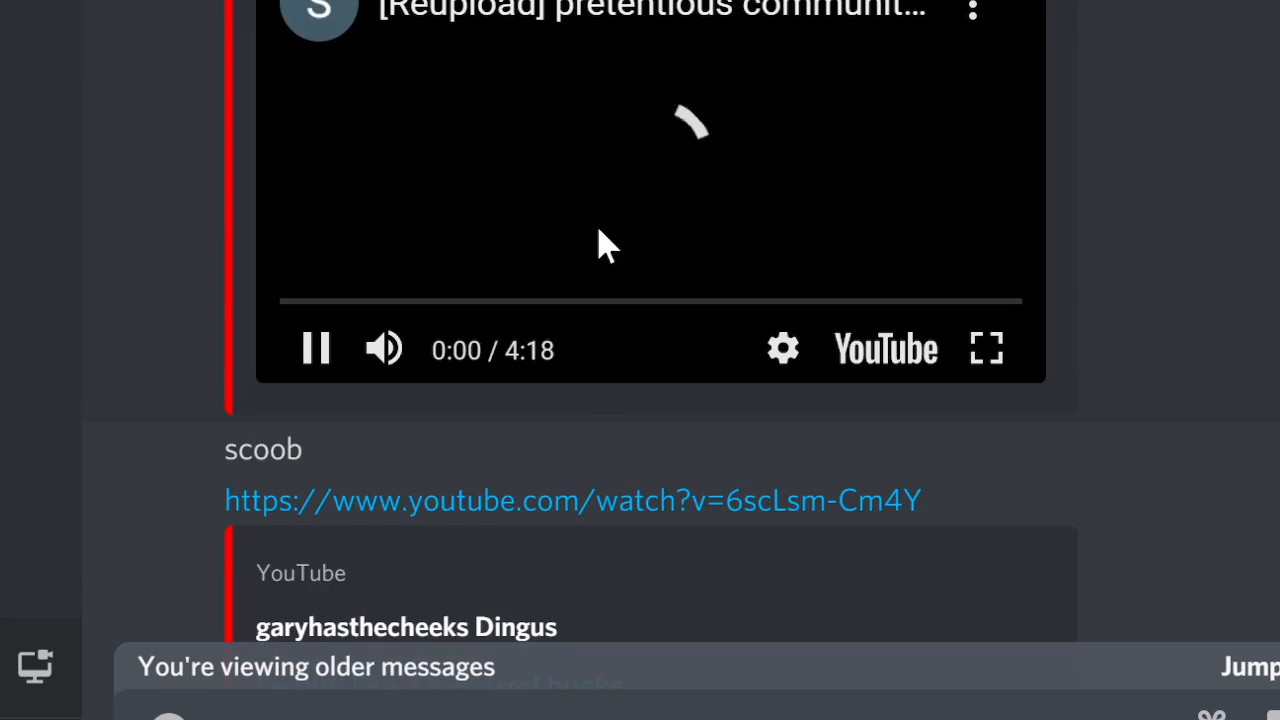 S [Reupload] pretentious communit...
0:00 / 4:18 YouTube
scoob
https://www.youtube.com/watch?v=6scLsm-Cm4Y
YouTube
garyhasthecheeks Dingus
You're viewing older messages Jump